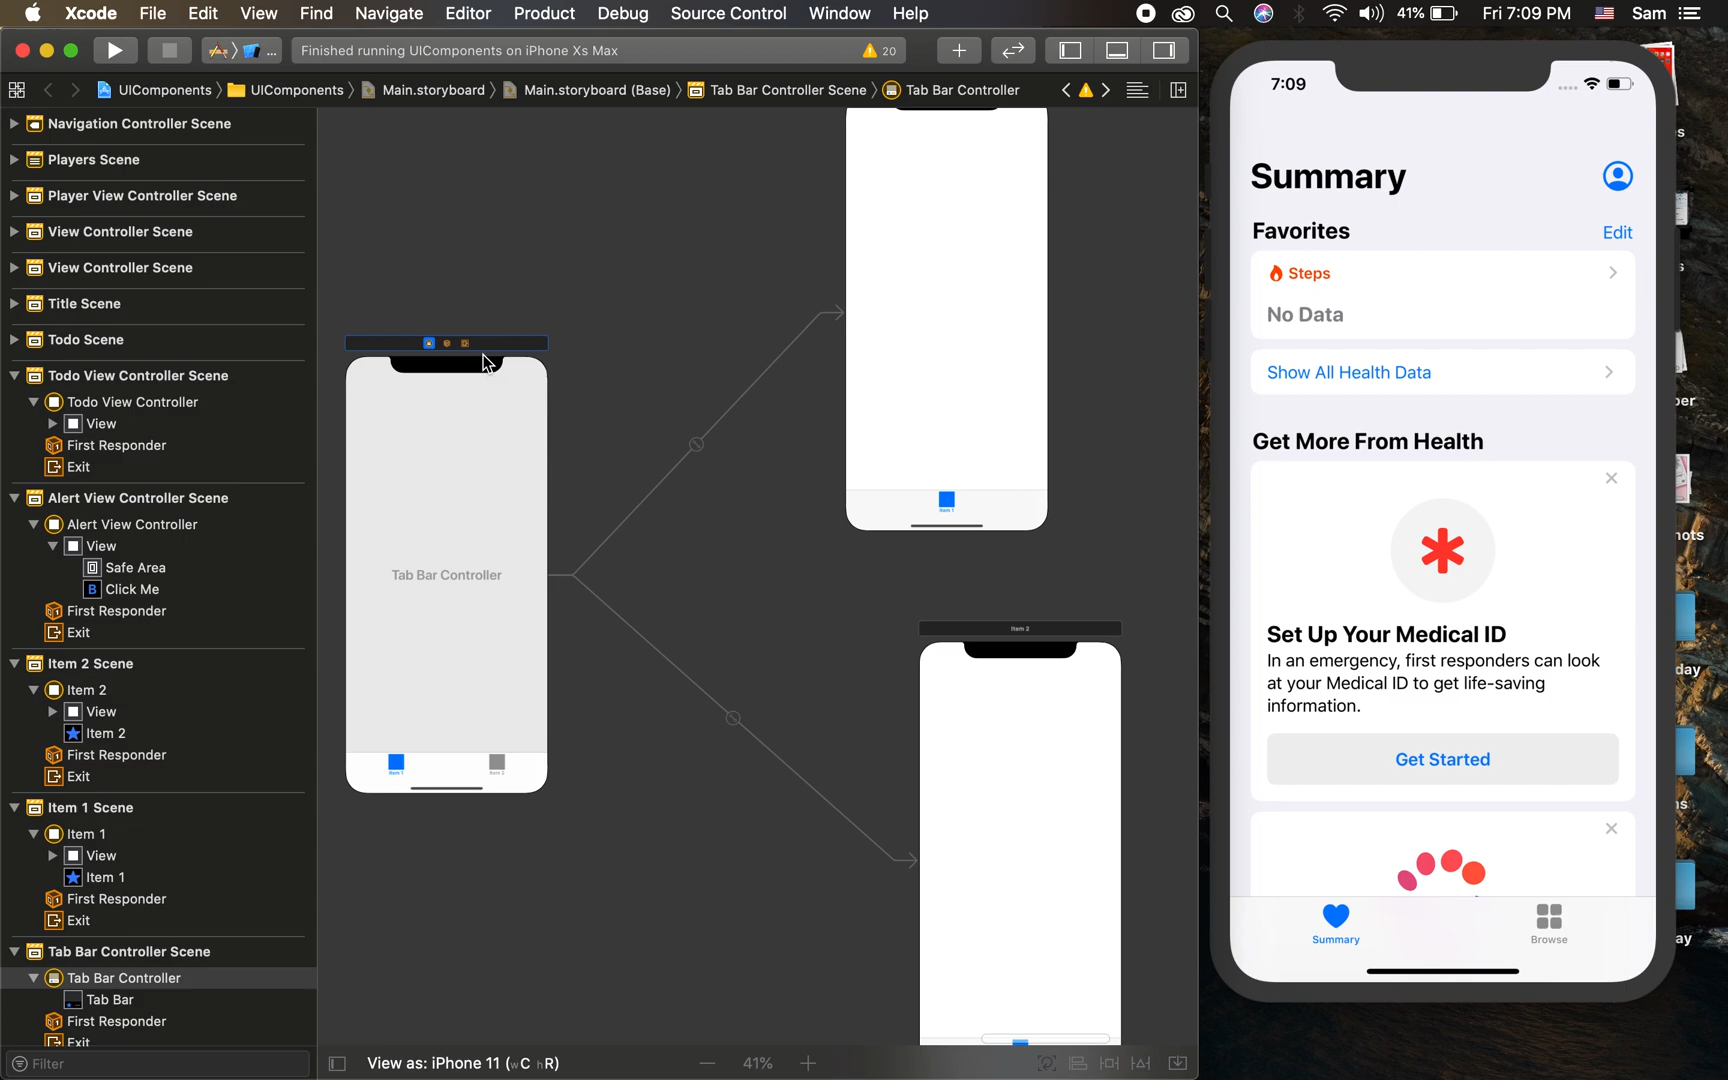 Xcode File Edit View Find Navigate Editor Product Debug Source Control Window Help 41% Fri 7:09 PM Sam
... Finished running UIComponents on iPhone Xs Max 20
UIComponents UIComponents Main.storyboard Main.storyboard (Base) Tab Bar Controller Scene Tab Bar Controller
Navigation Controller Scene
Players Scene
Player View Controller Scene
View Controller Scene
View Controller Scene
Title Scene
Todo Scene
Todo View Controller Scene
Todo View Controller
View
First Responder
Exit
Alert View Controller Scene
Alert View Controller
View
Safe Area
B Click Me
First Responder
Exit
Item 2 Scene
Item 2
View
Item 2
First Responder
Exit
Item 1 Scene
Item 1
View
Item 1
First Responder
Exit
Tab Bar Controller Scene
Tab Bar Controller
Tab Bar
First Responder
Exit
Filter
Tab Bar Controller
Item 1
Item 2
Item 1
Item 2
View as: iPhone 11 (wC hR)
41%
7:09
Summary
Favorites
Edit
Steps
No Data
Show All Health Data
Get More From Health
Set Up Your Medical ID
In an emergency, first responders can look
at your Medical ID to get life-saving
information.
Get Started
Summary
Browse